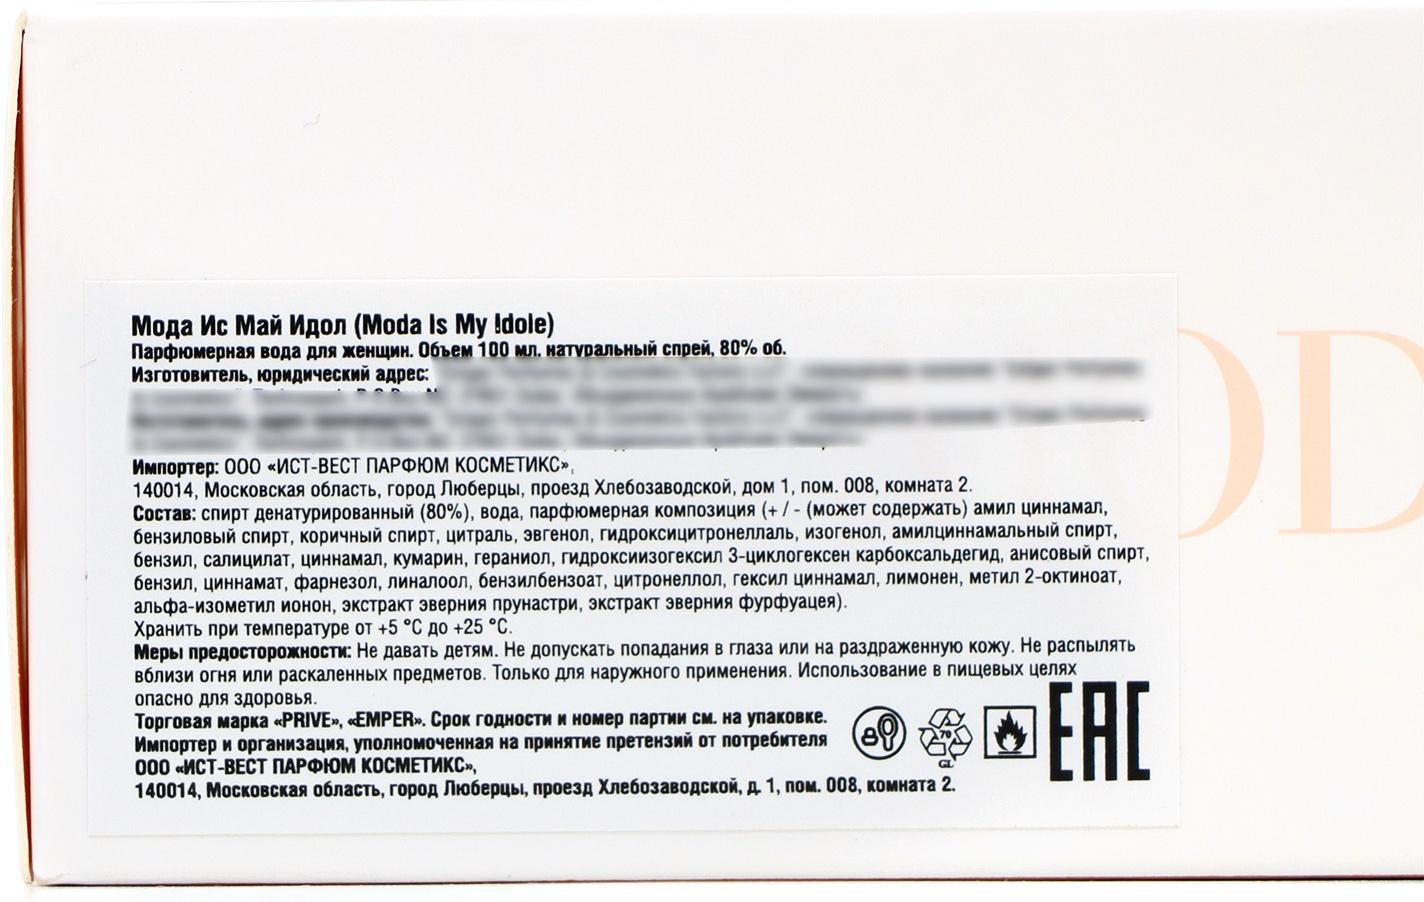 Мода Ис Май Идол (Moda Is My Idole)
Парфюмерная вода для женщин. Объем 100 мл, натуральный спрей, 80% об.
Изготовитель, юридический адрес:
Импортер: ООО «ИСТ-ВЕСТ ПАРФЮМ КОСМЕТИКС»,
140014, Московская область, город Люберцы, проезд Хлебозаводской, дом 1, пом. 008, комната 2.
Состав: спирт денатурированный (80%), вода, парфюмерная композиция (+ / - (может содержать) амил циннамал,
бензиловый спирт, коричный спирт, цитраль, эвгенол, гидроксицитронеллаль, изогенол, амилциннамальный спирт,
бензил, салицилат, циннамал, кумарин, гераниол, гидроксиизогексил 3-циклогексен карбоксальдегид, анисовый спирт,
бензил, циннамат, фарнезол, линалоол, бензилбензоат, цитронеллол, гексил циннамал, лимонен, метил 2-октиноат,
альфа-изометил ионон, экстракт эверния прунастри, экстракт эверния фурфуацея).
Хранить при температуре от +5 °C до +25 °C.
Меры предосторожности: Не давать детям. Не допускать попадания в глаза или на раздраженную кожу. Не распылять
вблизи огня или раскаленных предметов. Только для наружного применения. Использование в пищевых целях
опасно для здоровья.
Торговая марка «PRIVE», «EMPER». Срок годности и номер партии см. на упаковке.
Импортер и организация, уполномоченная на принятие претензий от потребителя
ООО «ИСТ-ВЕСТ ПАРФЮМ КОСМЕТИКС»,
140014, Московская область, город Люберцы, проезд Хлебозаводской, д. 1, пом. 008, комната 2.
70
GL
EAC
OD